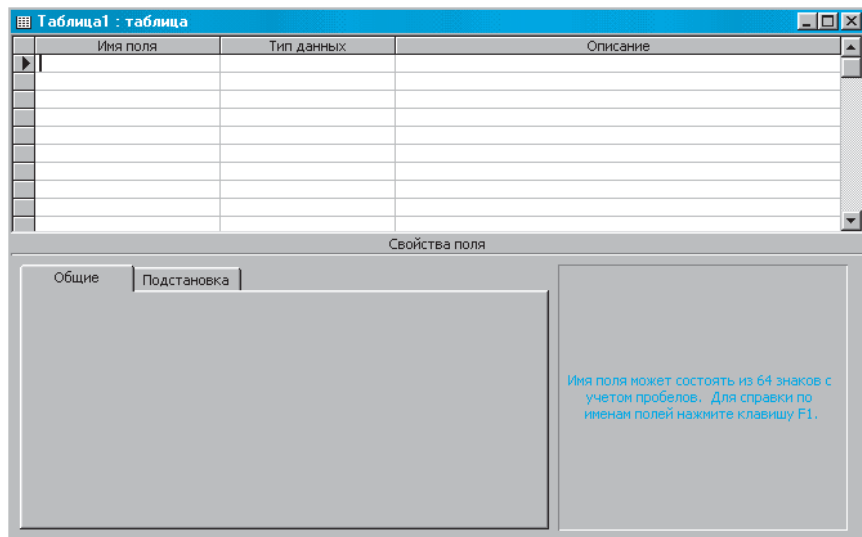 Таблица1 : таблица
Имя поля Тип данных Описание
Свойства поля
Общие Подстановка
Имя поля может состоять из 64 знаков с
учетом пробелов. Для справки по
именам полей нажмите клавишу F1.